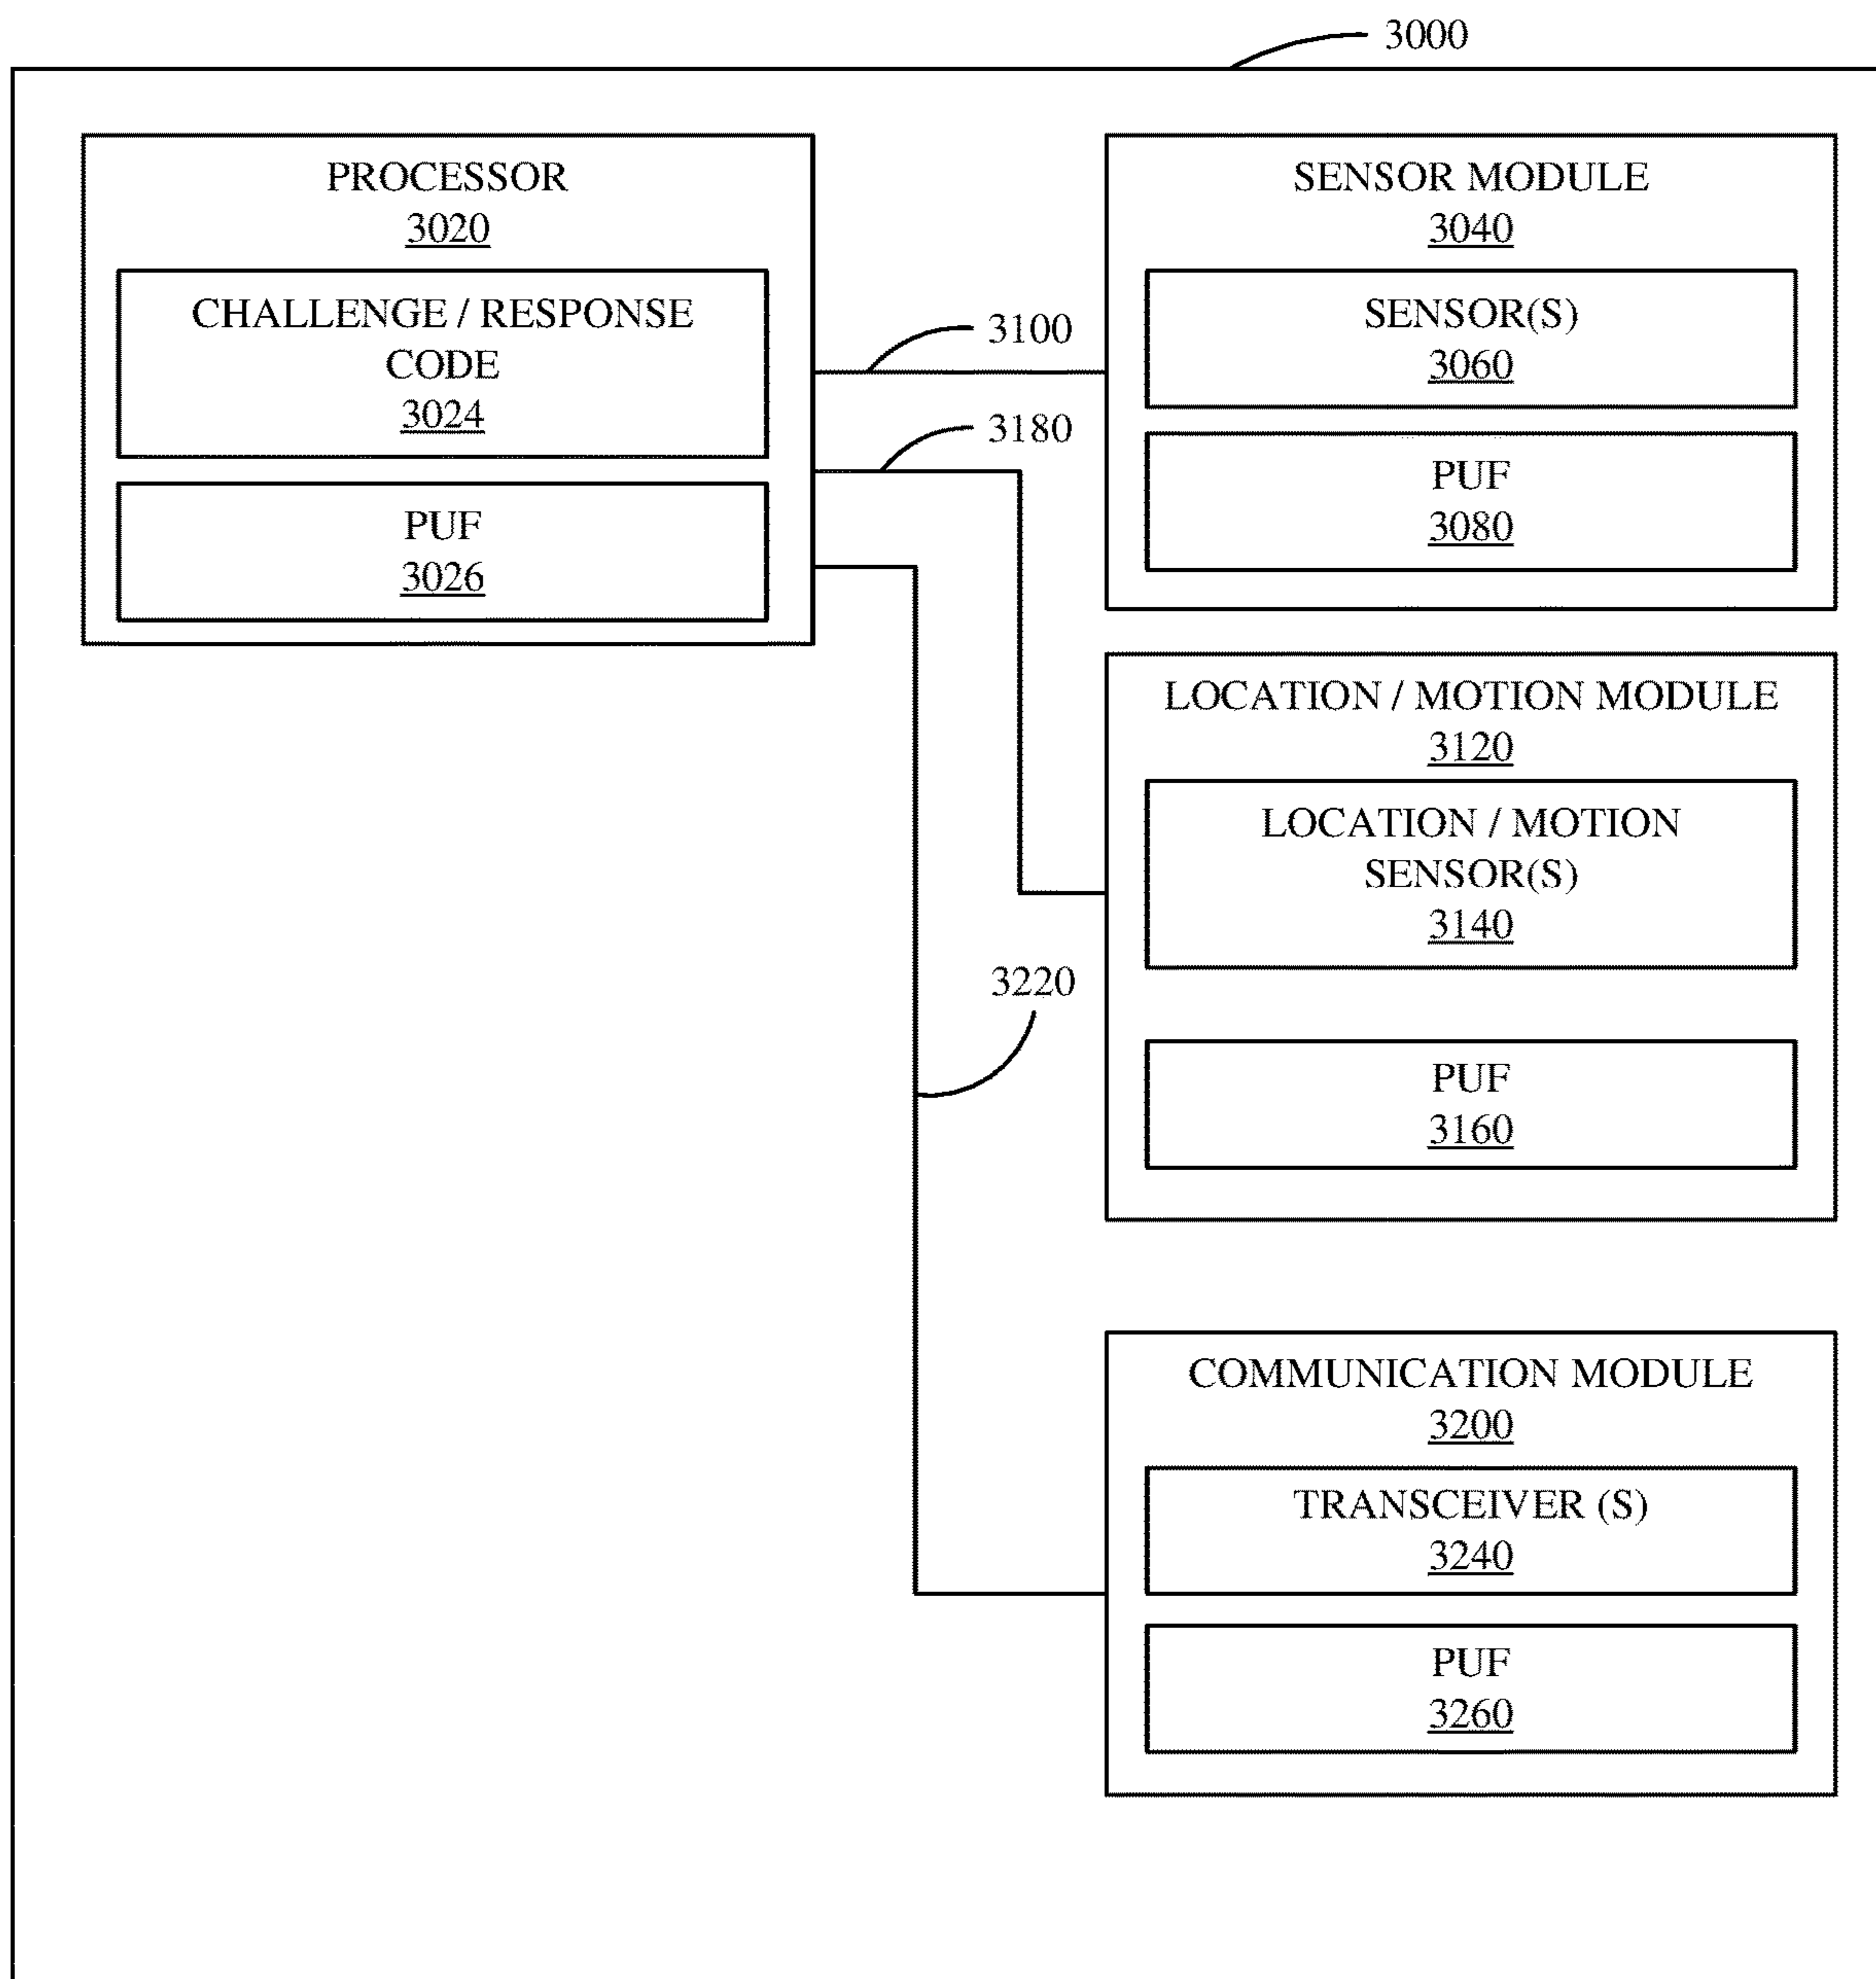 3000
PROCESSOR
3020
CHALLENGE / RESPONSE
CODE
3024
PUF
3026
3100
3180
3220
SENSOR MODULE
3040
SENSOR(S)
3060
PUF
3080
LOCATION / MOTION MODULE
3120
LOCATION / MOTION
SENSOR(S)
3140
PUF
3160
COMMUNICATION MODULE
3200
TRANSCEIVER (S)
3240
PUF
3260